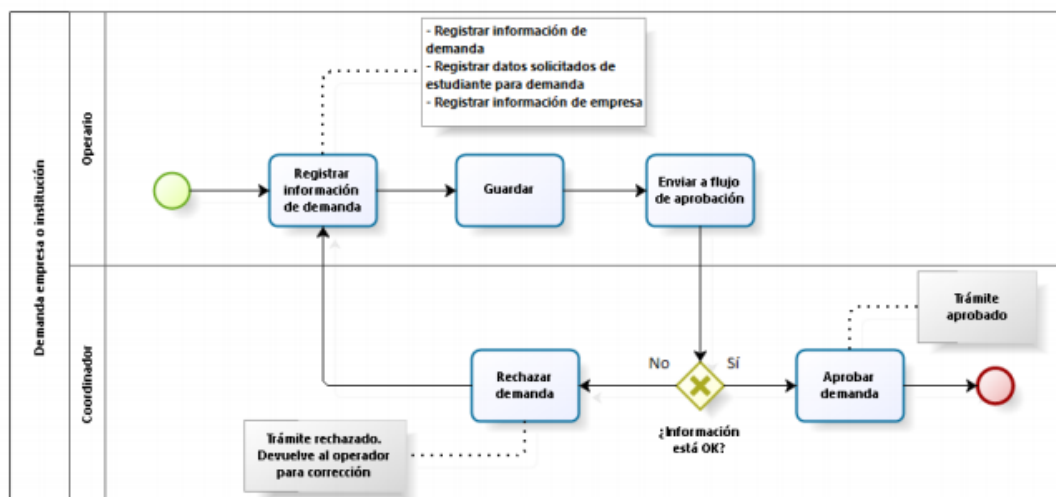 Demanda empresa o institución
Operario
- Registrar información de
demanda
- Registrar datos solicitados de
estudiante para demanda
- Registrar información de empresa
Registrar
información
de demanda
Guardar
Enviar a flujo
de aprobación
Coordinador
Trámite
aprobado
Rechazar
demanda
No
Sí
¿Información
está OK?
Aprobar
demanda
Trámite rechazado.
Devuelve al operador
para corrección